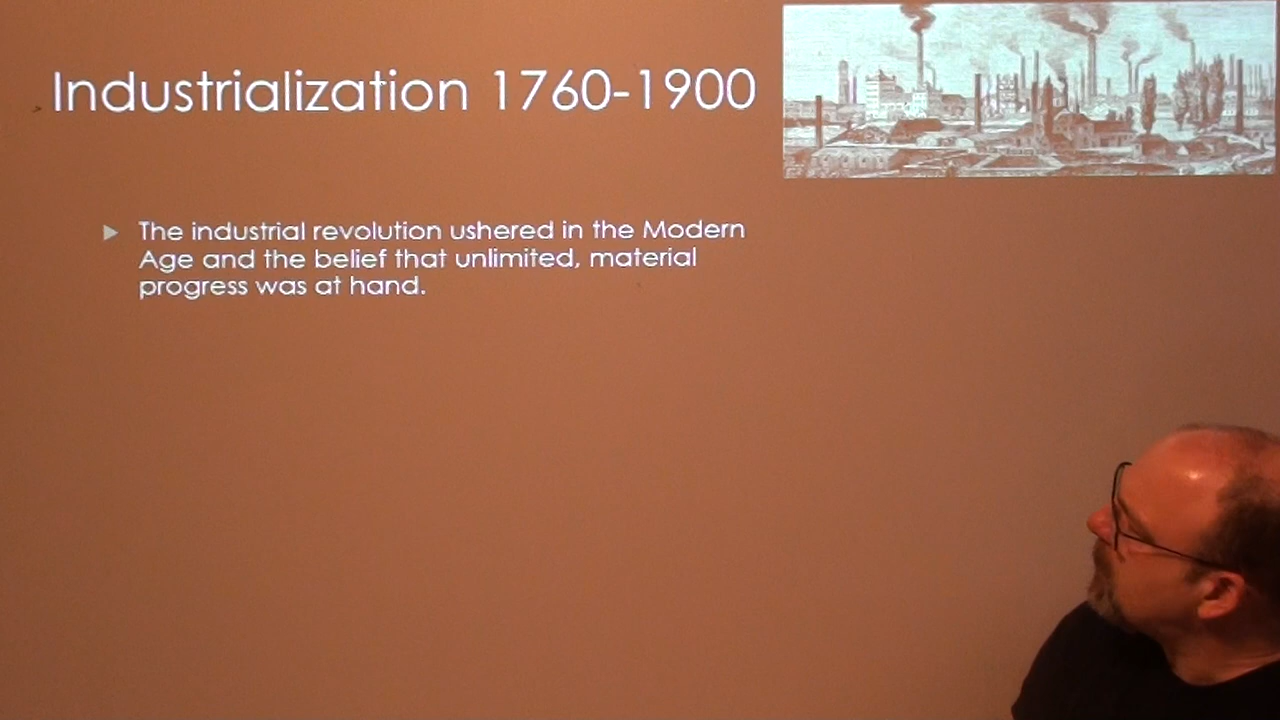 Industrialization 1760-1900
The industrial revolution ushered in the Modern
Age and the belief that unlimited, material
progress was at hand.